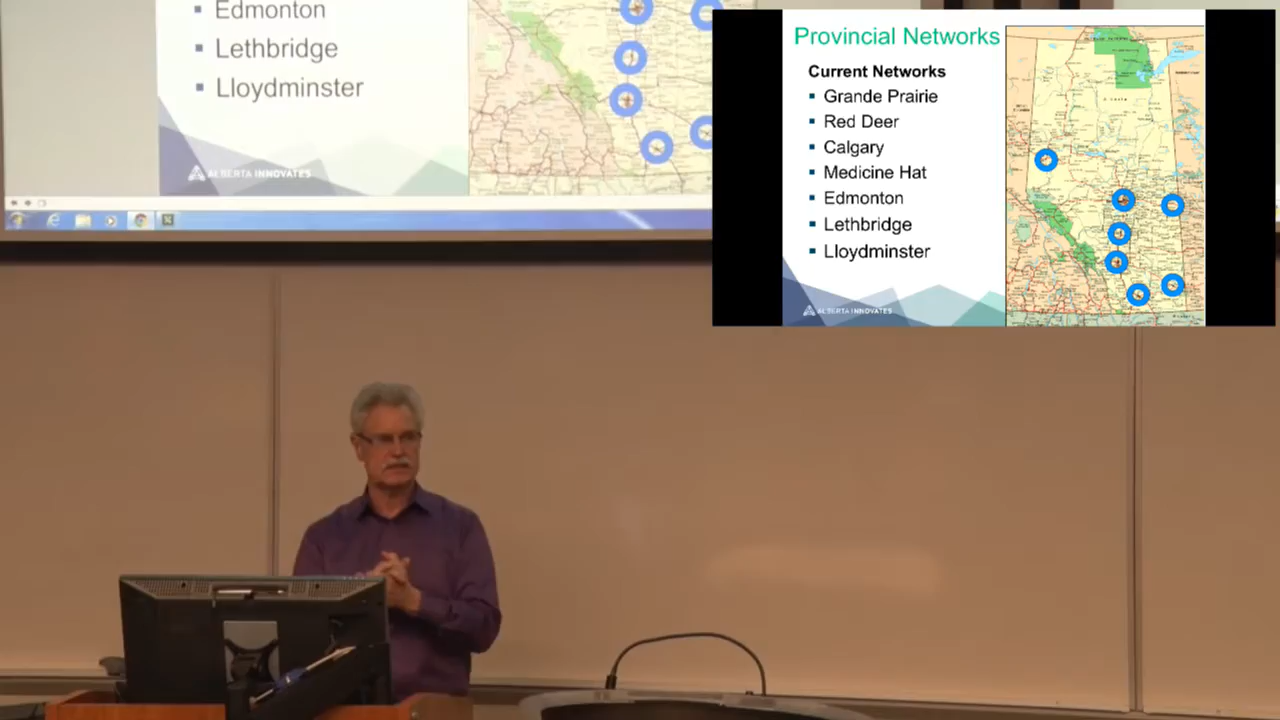 Edmonton
Lethbridge
Lloydminster
ALBERTA INNOVATES
Provincial Networks
Current Networks
Grande Prairie
Red Deer
Calgary
Medicine Hat
Edmonton
Lethbridge
Lloydminster
ALBERTA INNOVATES